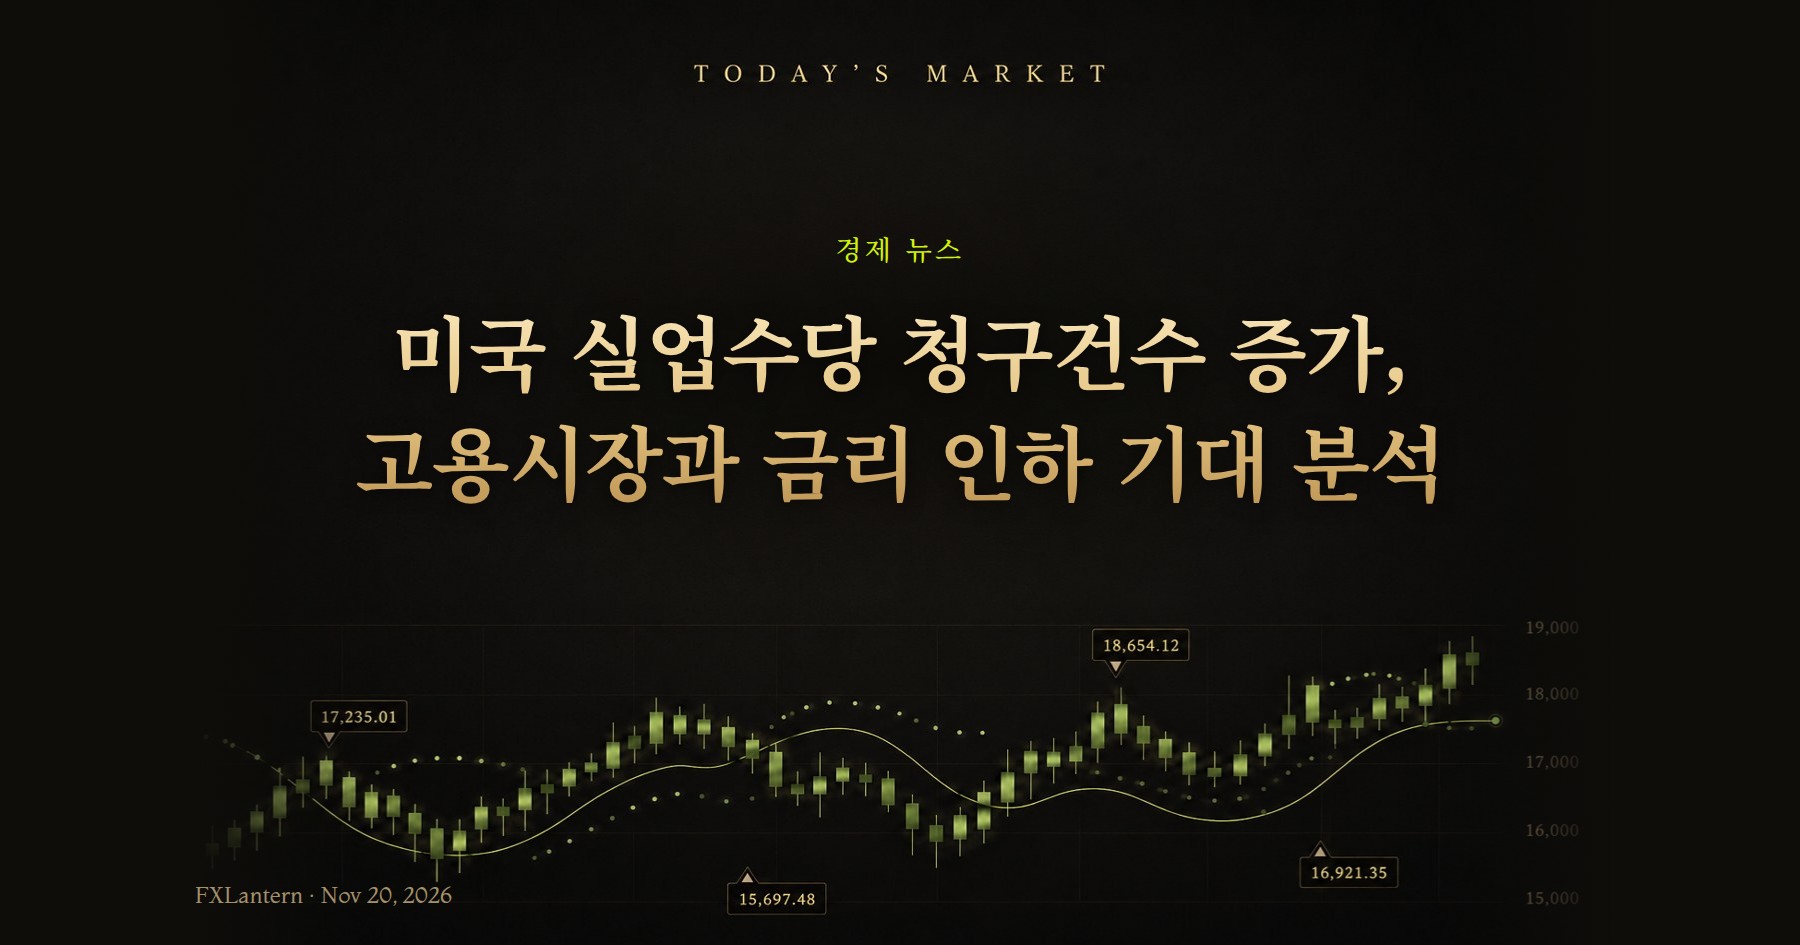 TODAY’S MARKET
경제 뉴스
미국 실업수당 청구건수 증가,
고용시장과 금리 인하 기대 분석
19,000
18,654.12
18,000
17,235.01
17,000
16,000
16,921.35
15,697.48
15,000
FXLantern · Nov 20, 2026